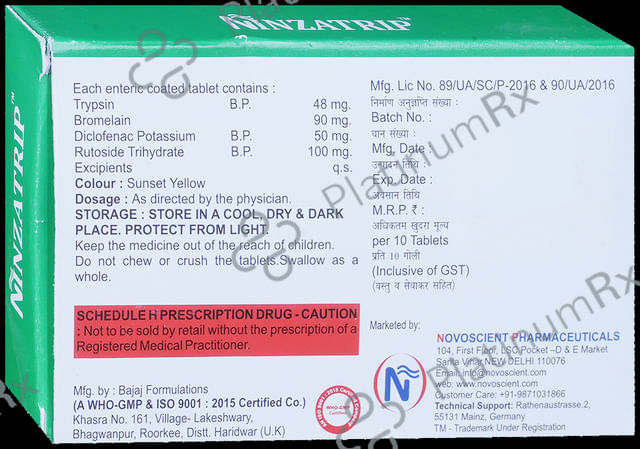 NINZATRIP™
NINZATRIP™
Each enteric coated tablet contains :
Trypsin B.P. 48 mg.
Bromelain 90 mg.
Diclofenac Potassium B.P. 50 mg.
Rutoside Trihydrate B.P. 100 mg.
Excipients q.s.
Colour : Sunset Yellow
Dosage : As directed by the physician.
STORAGE : STORE IN A COOL, DRY & DARK
PLACE. PROTECT FROM LIGHT.
Keep the medicine out of the reach of children.
Do not chew or crush the tablets.Swallow as
a whole.
SCHEDULE H PRESCRIPTION DRUG - CAUTION
: Not to be sold by retail without the prescription of a
Registered Medical Practitioner.
Mfg. by : Bajaj Formulations
(A WHO-GMP & ISO 9001 : 2015 Certified Co.)
Khasra No. 161, Village- Lakeshwary,
Bhagwanpur, Roorkee, Distt. Haridwar (U.K)
WHO-GMP
Certified
Mfg. Lic No. 89/UA/SC/P-2016 & 90/UA/2016
निर्माण अनुज्ञप्ति संख्या :
Batch No. :
घान संख्या :
Mfg. Date :
उत्पादन तिथि :
Exp. Date :
अवसान तिथि
M.R.P. ₹ :
अधिकतम खुदरा मूल्य
per 10 Tablets
प्रति 10 गोली
(Inclusive of GST)
(वस्तु व सेवाकर सहित)
Marketed by:
N
NOVOSCIENT PHARMACEUTICALS
104, First Floor, LSC Pocket –D & E Market
Sarita Vihar NEW DELHI 110076
Email: info@novoscient.com
web: www.novoscient.com
Customer Care: +91-9871031866
Technical Support: Rathenaustrasse.2,
55131 Mainz, Germany
TM - Trademark Under Registration
PlatinumRx
PlatinumRx
PlatinumRx